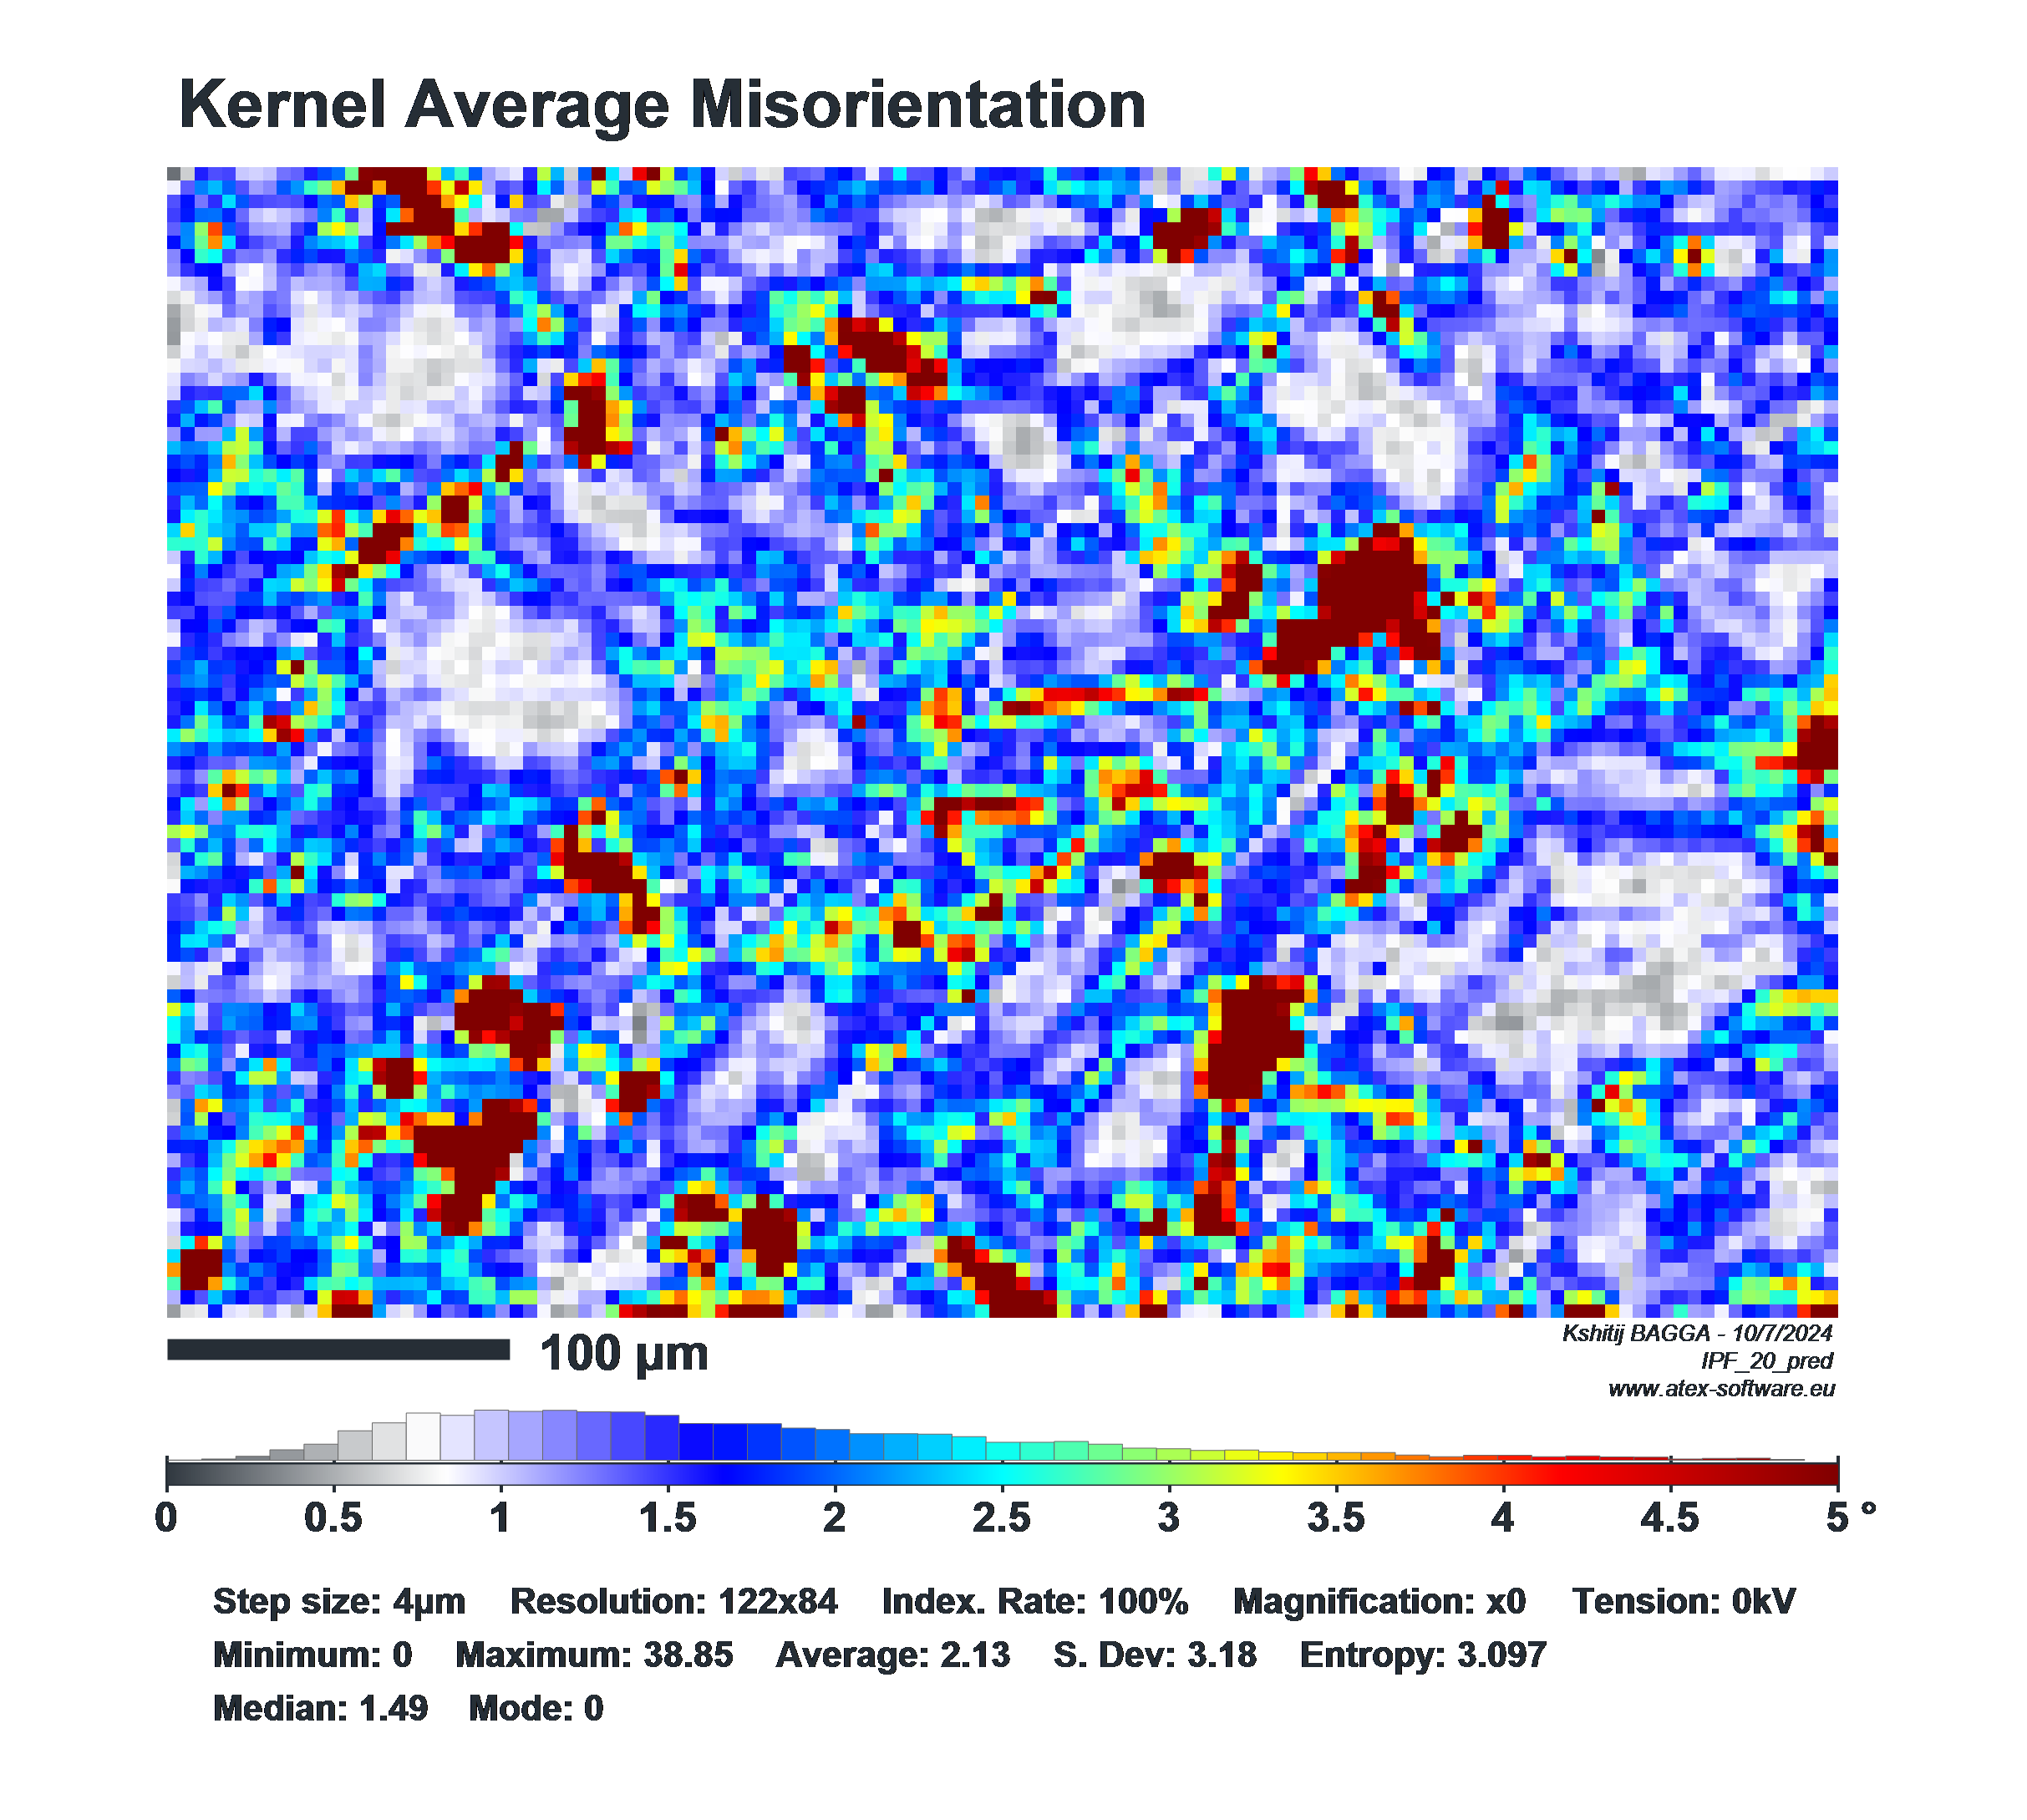 Kernel Average Misorientation
100 µm
Kshitij BAGGA - 10/7/2024
IPF_20_pred
www.atex-software.eu
0 0.5 1 1.5 2 2.5 3 3.5 4 4.5 5 °
Step size: 4µm Resolution: 122x84 Index. Rate: 100% Magnification: x0 Tension: 0kV
Minimum: 0 Maximum: 38.85 Average: 2.13 S. Dev: 3.18 Entropy: 3.097
Median: 1.49 Mode: 0